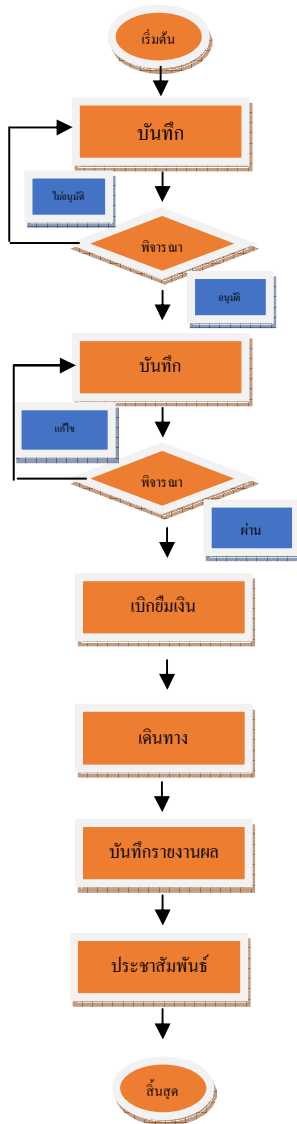 เริ่มต้น
บันทึก
ไม่อนุมัติ
พิจารณา
อนุมัติ
บันทึก
แก้ไข
พิจารณา
ผ่าน
เบิกยืมเงิน
เดินทาง
บันทึกรายงานผล
ประชาสัมพันธ์
สิ้นสุด